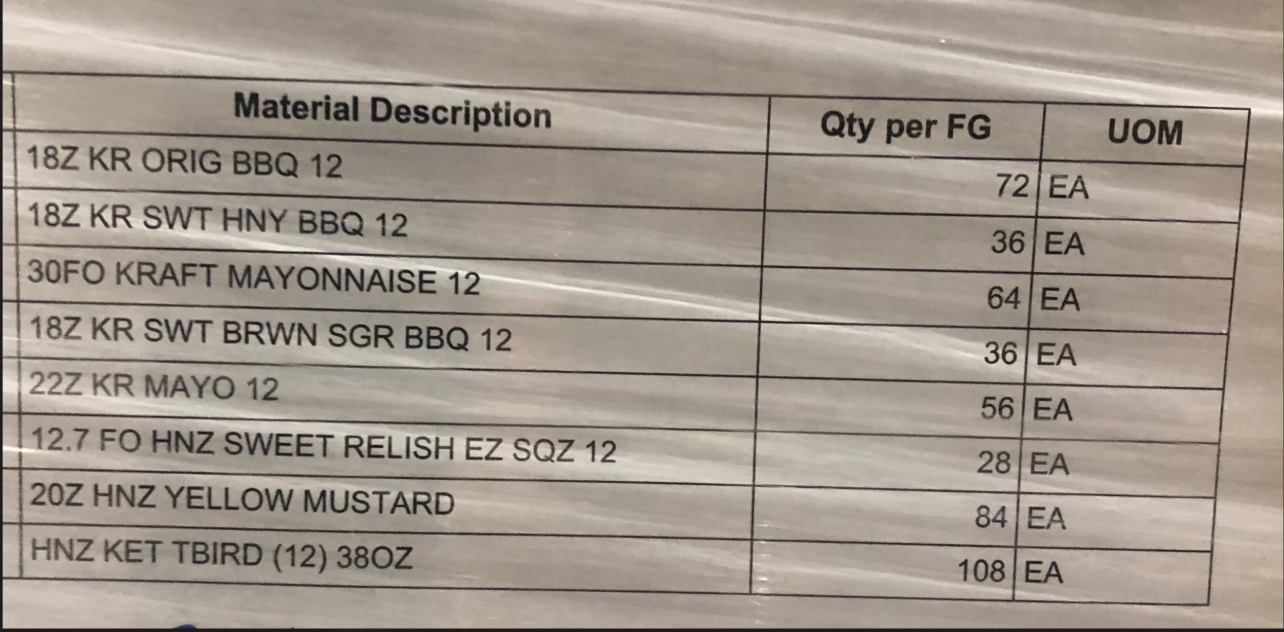 Material Description Qty per FG UOM
18Z KR ORIG BBQ 12 72 EA
18Z KR SWT HNY BBQ 12 36 EA
30FO KRAFT MAYONNAISE 12 64 EA
18Z KR SWT BRWN SGR BBQ 12 36 EA
22Z KR MAYO 12 56 EA
12.7 FO HNZ SWEET RELISH EZ SQZ 12 28 EA
20Z HNZ YELLOW MUSTARD 84 EA
HNZ KET TBIRD (12) 38OZ 108 EA